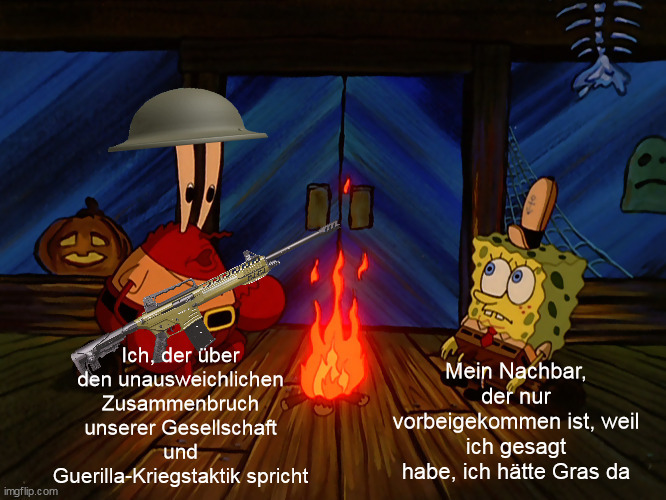 Ich, der über
den unausweichlichen
Zusammenbruch
unserer Gesellschaft
und
Guerilla-Kriegstaktik spricht
Mein Nachbar,
der nur
vorbeigekommen ist, weil
ich gesagt
habe, ich hätte Gras da
imgflip.com